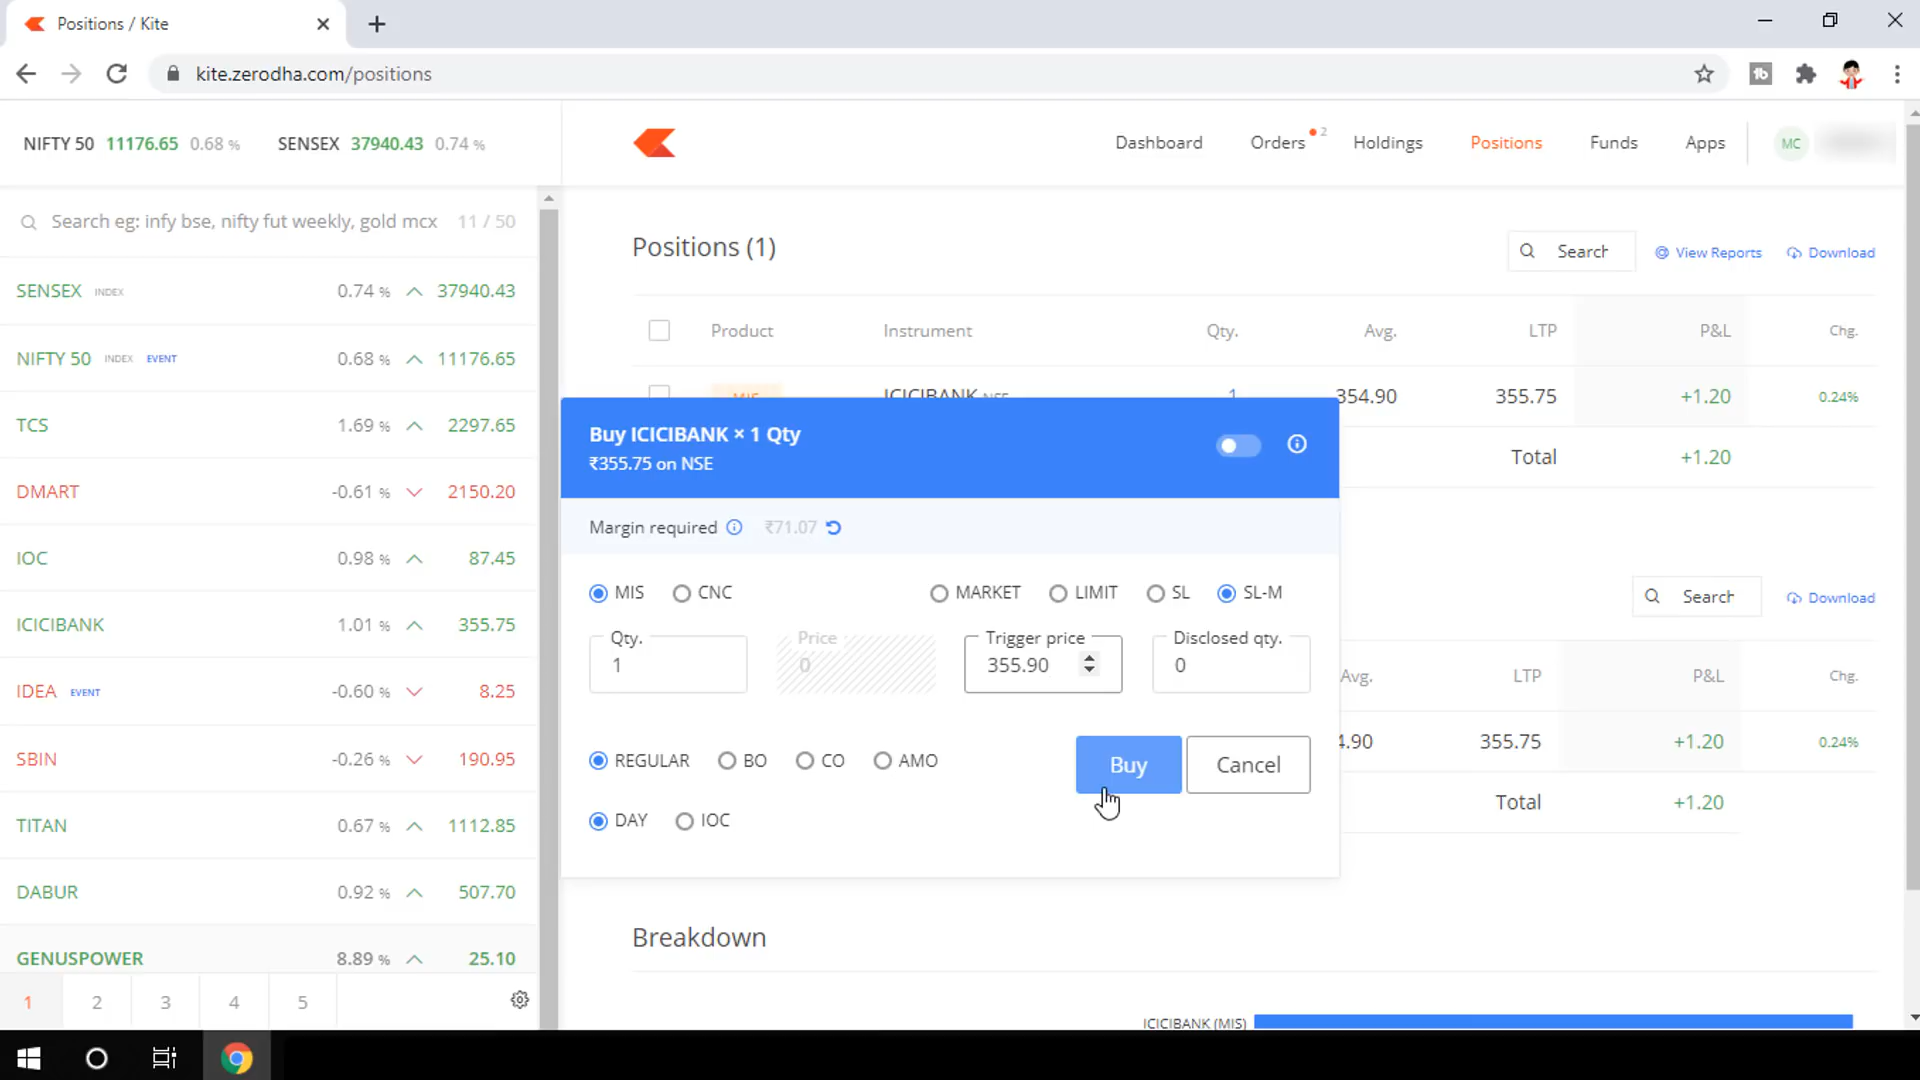 Positions / Kite
kite.zerodha.com/positions
NIFTY 50 11176.65 0.68 % SENSEX 37940.43 0.74 %
Dashboard Orders 2 Holdings Positions Funds Apps MC
Search eg: infy bse, nifty fut weekly, gold mcx 11 / 50
SENSEX INDEX 0.74 % 37940.43
NIFTY 50 INDEX EVENT 0.68 % 11176.65
TCS 1.69 % 2297.65
DMART -0.61 % 2150.20
IOC 0.98 % 87.45
ICICIBANK 1.01 % 355.75
IDEA EVENT -0.60 % 8.25
SBIN -0.26 % 190.95
TITAN 0.67 % 1112.85
DABUR 0.92 % 507.70
GENUSPOWER 8.89 % 25.10
1 2 3 4 5
Positions (1)
Search View Reports Download
Product Instrument Qty. Avg. LTP P&L Chg.
MIS ICICIBANK NSE 1 354.90 355.75 +1.20 0.24%
Total +1.20
Buy ICICIBANK × 1 Qty
₹355.75 on NSE
Margin required ₹71.07
MIS CNC MARKET LIMIT SL SL-M
Qty. Price Trigger price Disclosed qty.
1 0 355.90 0
REGULAR BO CO AMO
Buy Cancel
DAY IOC
Search Download
Avg. LTP P&L Chg.
4.90 355.75 +1.20 0.24%
Total +1.20
Breakdown
ICICIBANK (MIS)